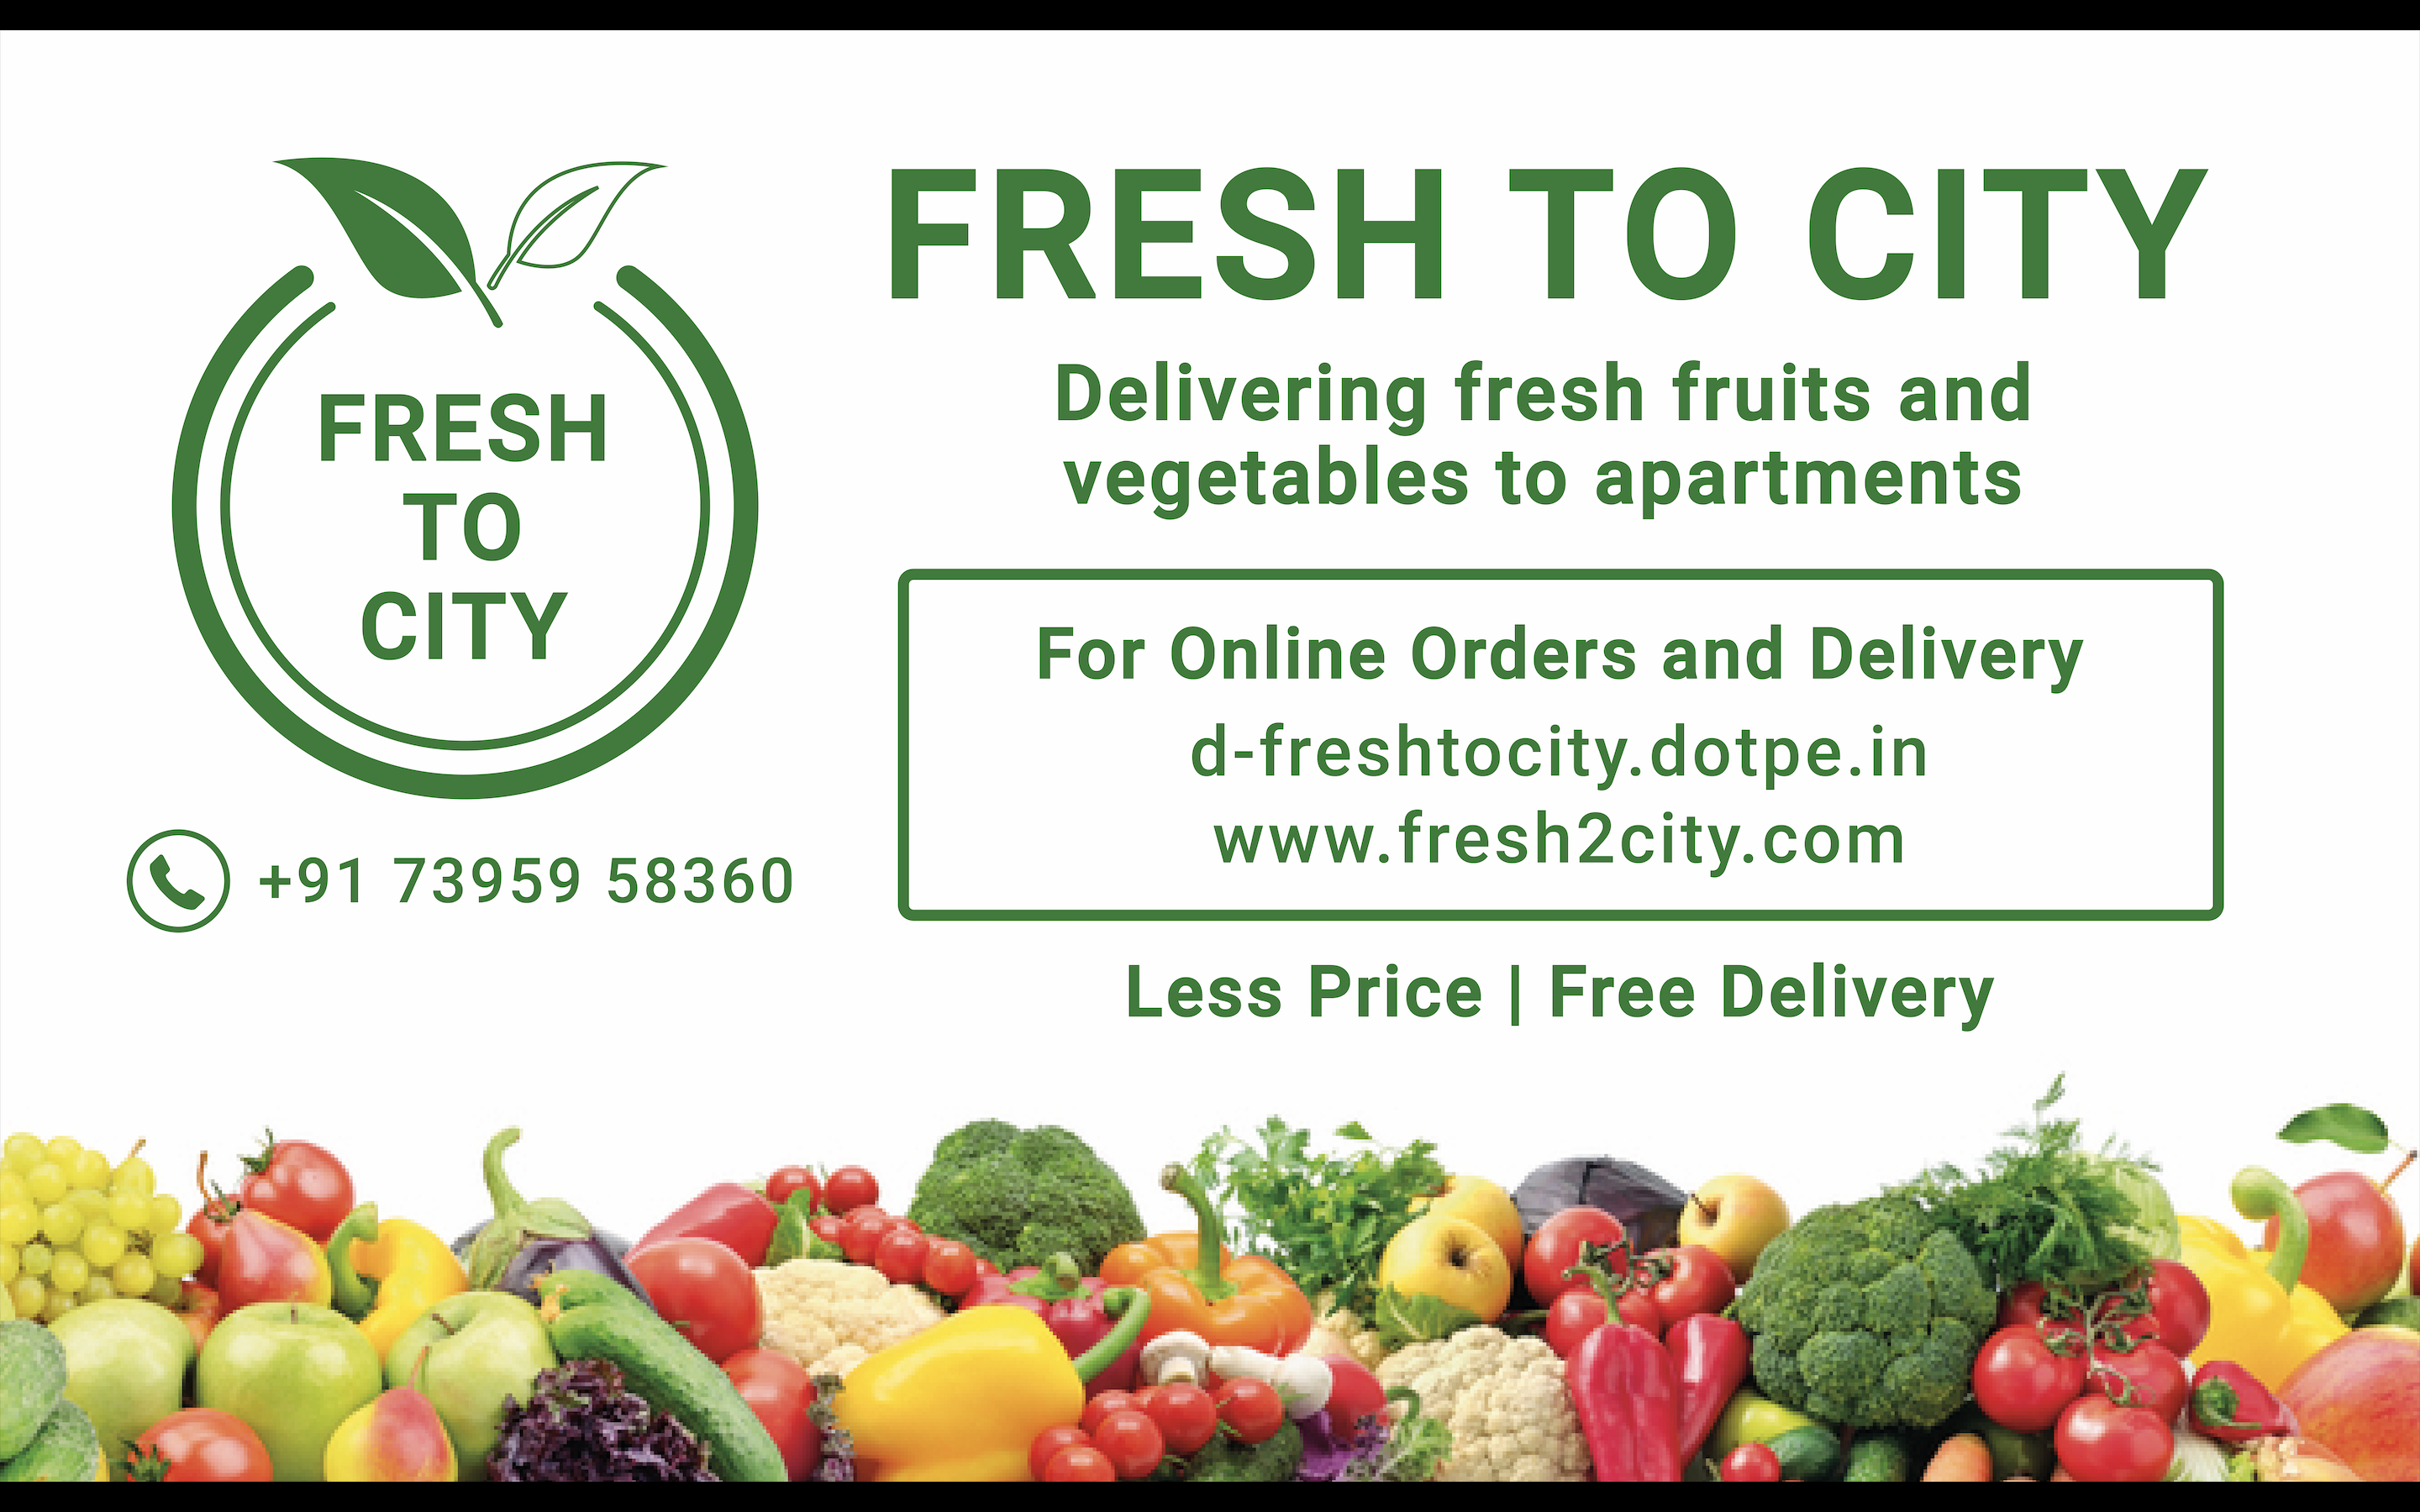 FRESH
TO
CITY
+91 73959 58360
FRESH TO CITY
Delivering fresh fruits and
vegetables to apartments
For Online Orders and Delivery
d-freshtocity.dotpe.in
www.fresh2city.com
Less Price | Free Delivery